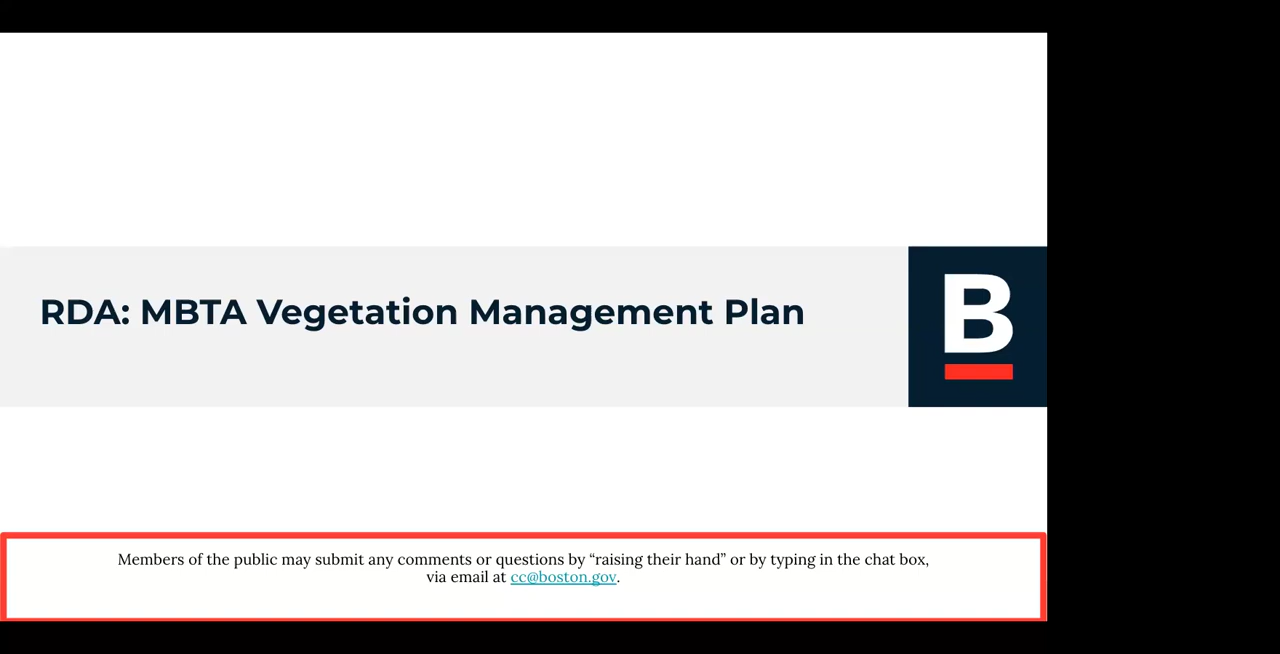 RDA: MBTA Vegetation Management Plan
B
Members of the public may submit any comments or questions by “raising their hand” or by typing in the chat box,
via email at cc@boston.gov.